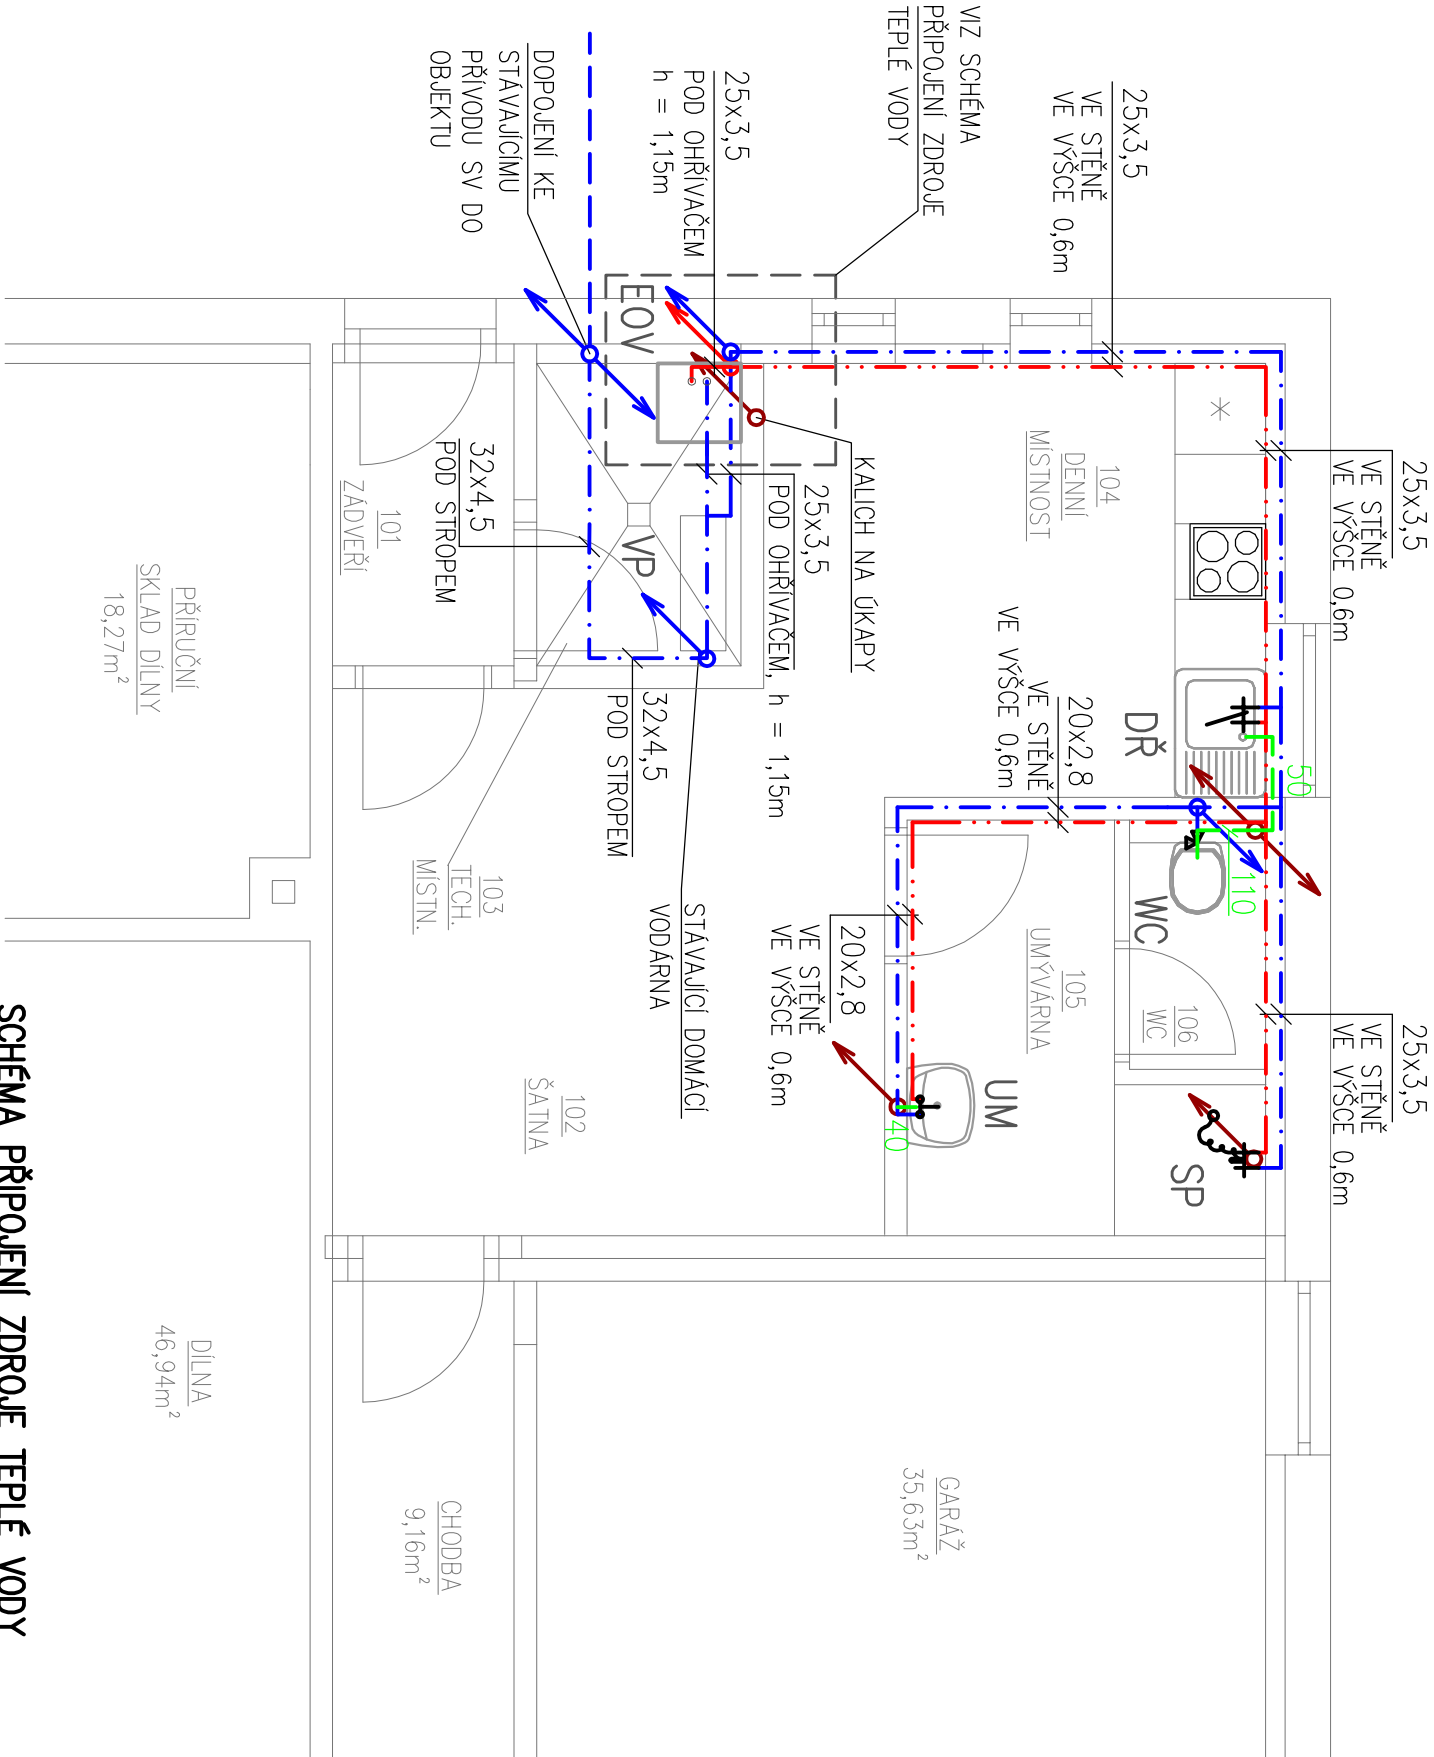 25x3,5
VE STĚNĚ
VE VÝŠCE 0,6m
25x3,5
VE STĚNĚ
VE VÝŠCE 0,6m
25x3,5
VE STĚNĚ
VE VÝŠCE 0,6m
VIZ SCHÉMA
PŘIPOJENÍ ZDROJE
TEPLÉ VODY
25x3,5
POD OHŘÍVAČEM
h = 1,15m
DOPOJENÍ KE
STÁVAJÍCÍMU
PŘÍVODU SV DO
OBJEKTU
EOV
KALICH NA ÚKAPY
25x3,5
POD OHŘÍVAČEM, h = 1,15m
104
DENNÍ
MÍSTNOST
DŘ
50
110
WC
106
WC
SP
20x2,8
VE STĚNĚ
VE VÝŠCE 0,6m
105
UMÝVÁRNA
UM
40
20x2,8
VE STĚNĚ
VE VÝŠCE 0,6m
VP
32x4,5
POD STROPEM
32x4,5
POD STROPEM
STÁVAJÍCÍ DOMÁCÍ
VODÁRNA
101
ZÁDVEŘÍ
103
TECH.
MÍSTN.
102
ŠATNA
PŘÍRUČNÍ
SKLAD DÍLNY
18,27m²
DÍLNA
46,94m²
CHODBA
9,16m²
GARÁŽ
35,63m²
SCHÉMA PŘIPOJENÍ ZDROJE TEPLÉ VODY